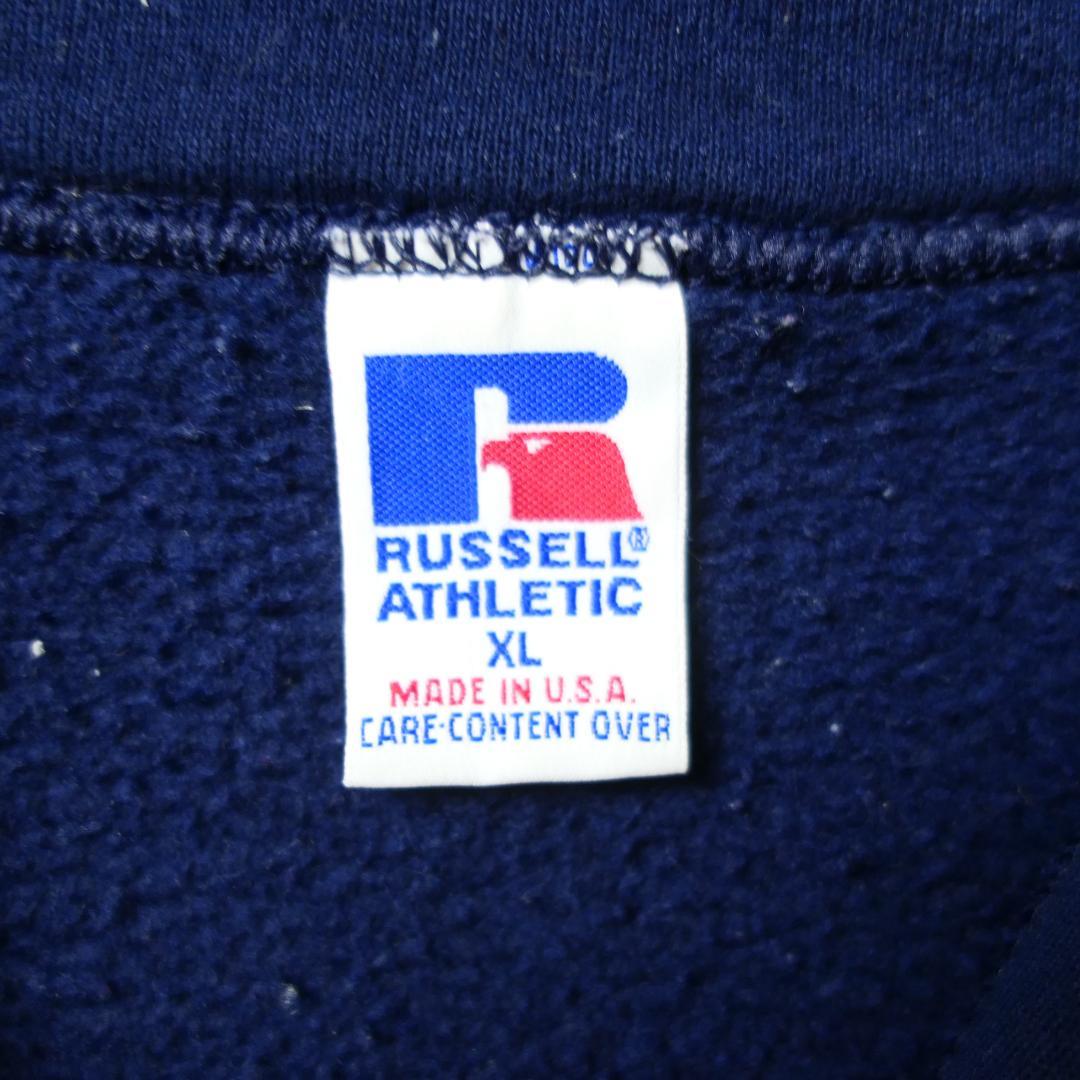 RUSSELL®
ATHLETIC
XL
MADE IN U.S.A.
CARE-CONTENT OVER